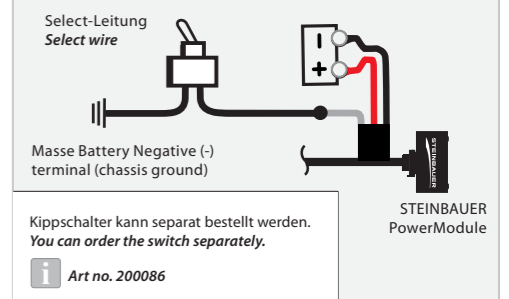 Select-Leitung
Select wire
-
+
Masse Battery Negative (-)
terminal (chassis ground)
STEINBAUER
STEINBAUER
PowerModule
Kippschalter kann separat bestellt werden.
You can order the switch separately.
i
Art no. 200086